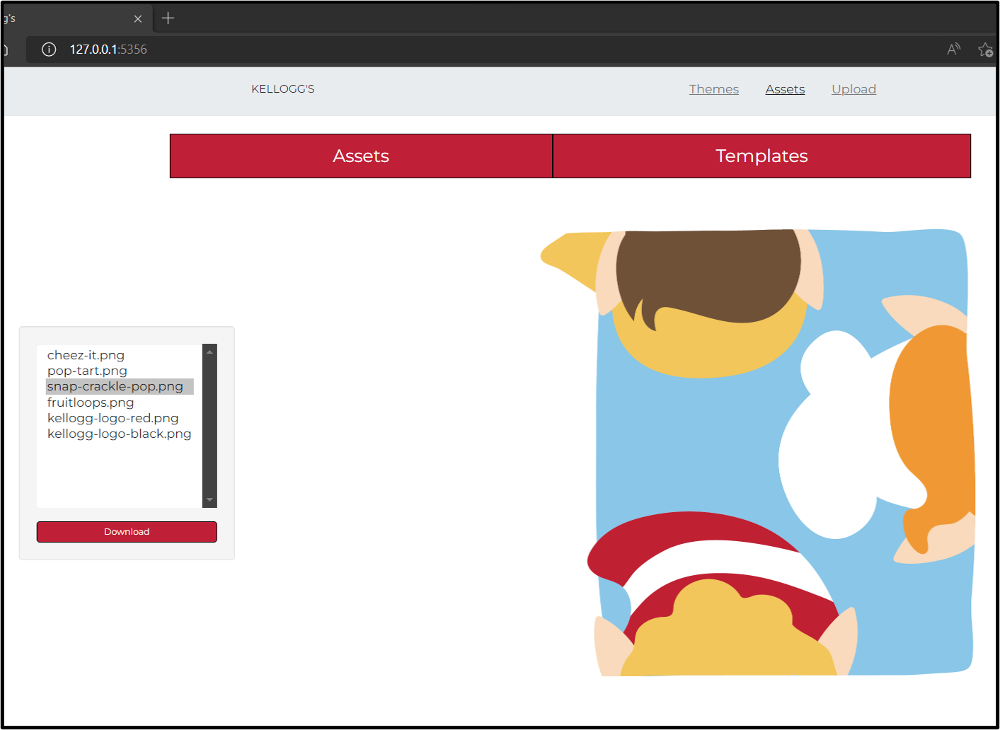 g's
127.0.0.1:5356
KELLOGG'S
Themes Assets Upload
Assets Templates
cheez-it.png
pop-tart.png
snap-crackle-pop.png
fruitloops.png
kellogg-logo-red.png
kellogg-logo-black.png
Download